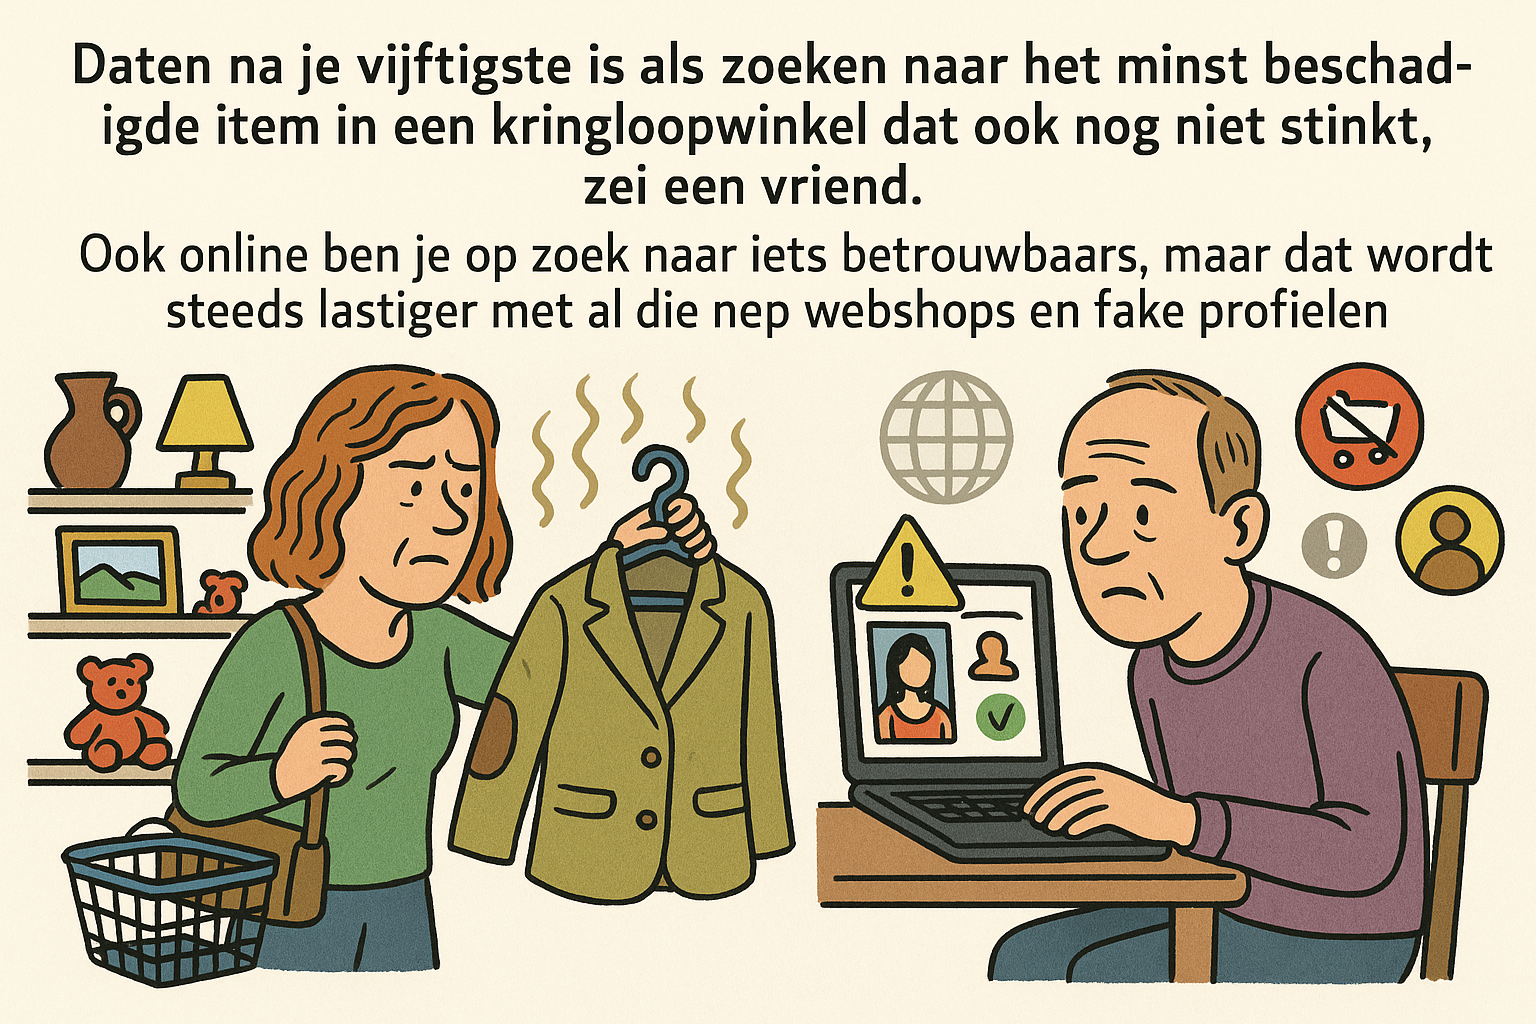 Daten na je vijftigste is als zoeken naar het minst beschad-
igde item in een kringloopwinkel dat ook nog niet stinkt,
zei een vriend.
Ook online ben je op zoek naar iets betrouwbaars, maar dat wordt
steeds lastiger met al die nep webshops en fake profielen